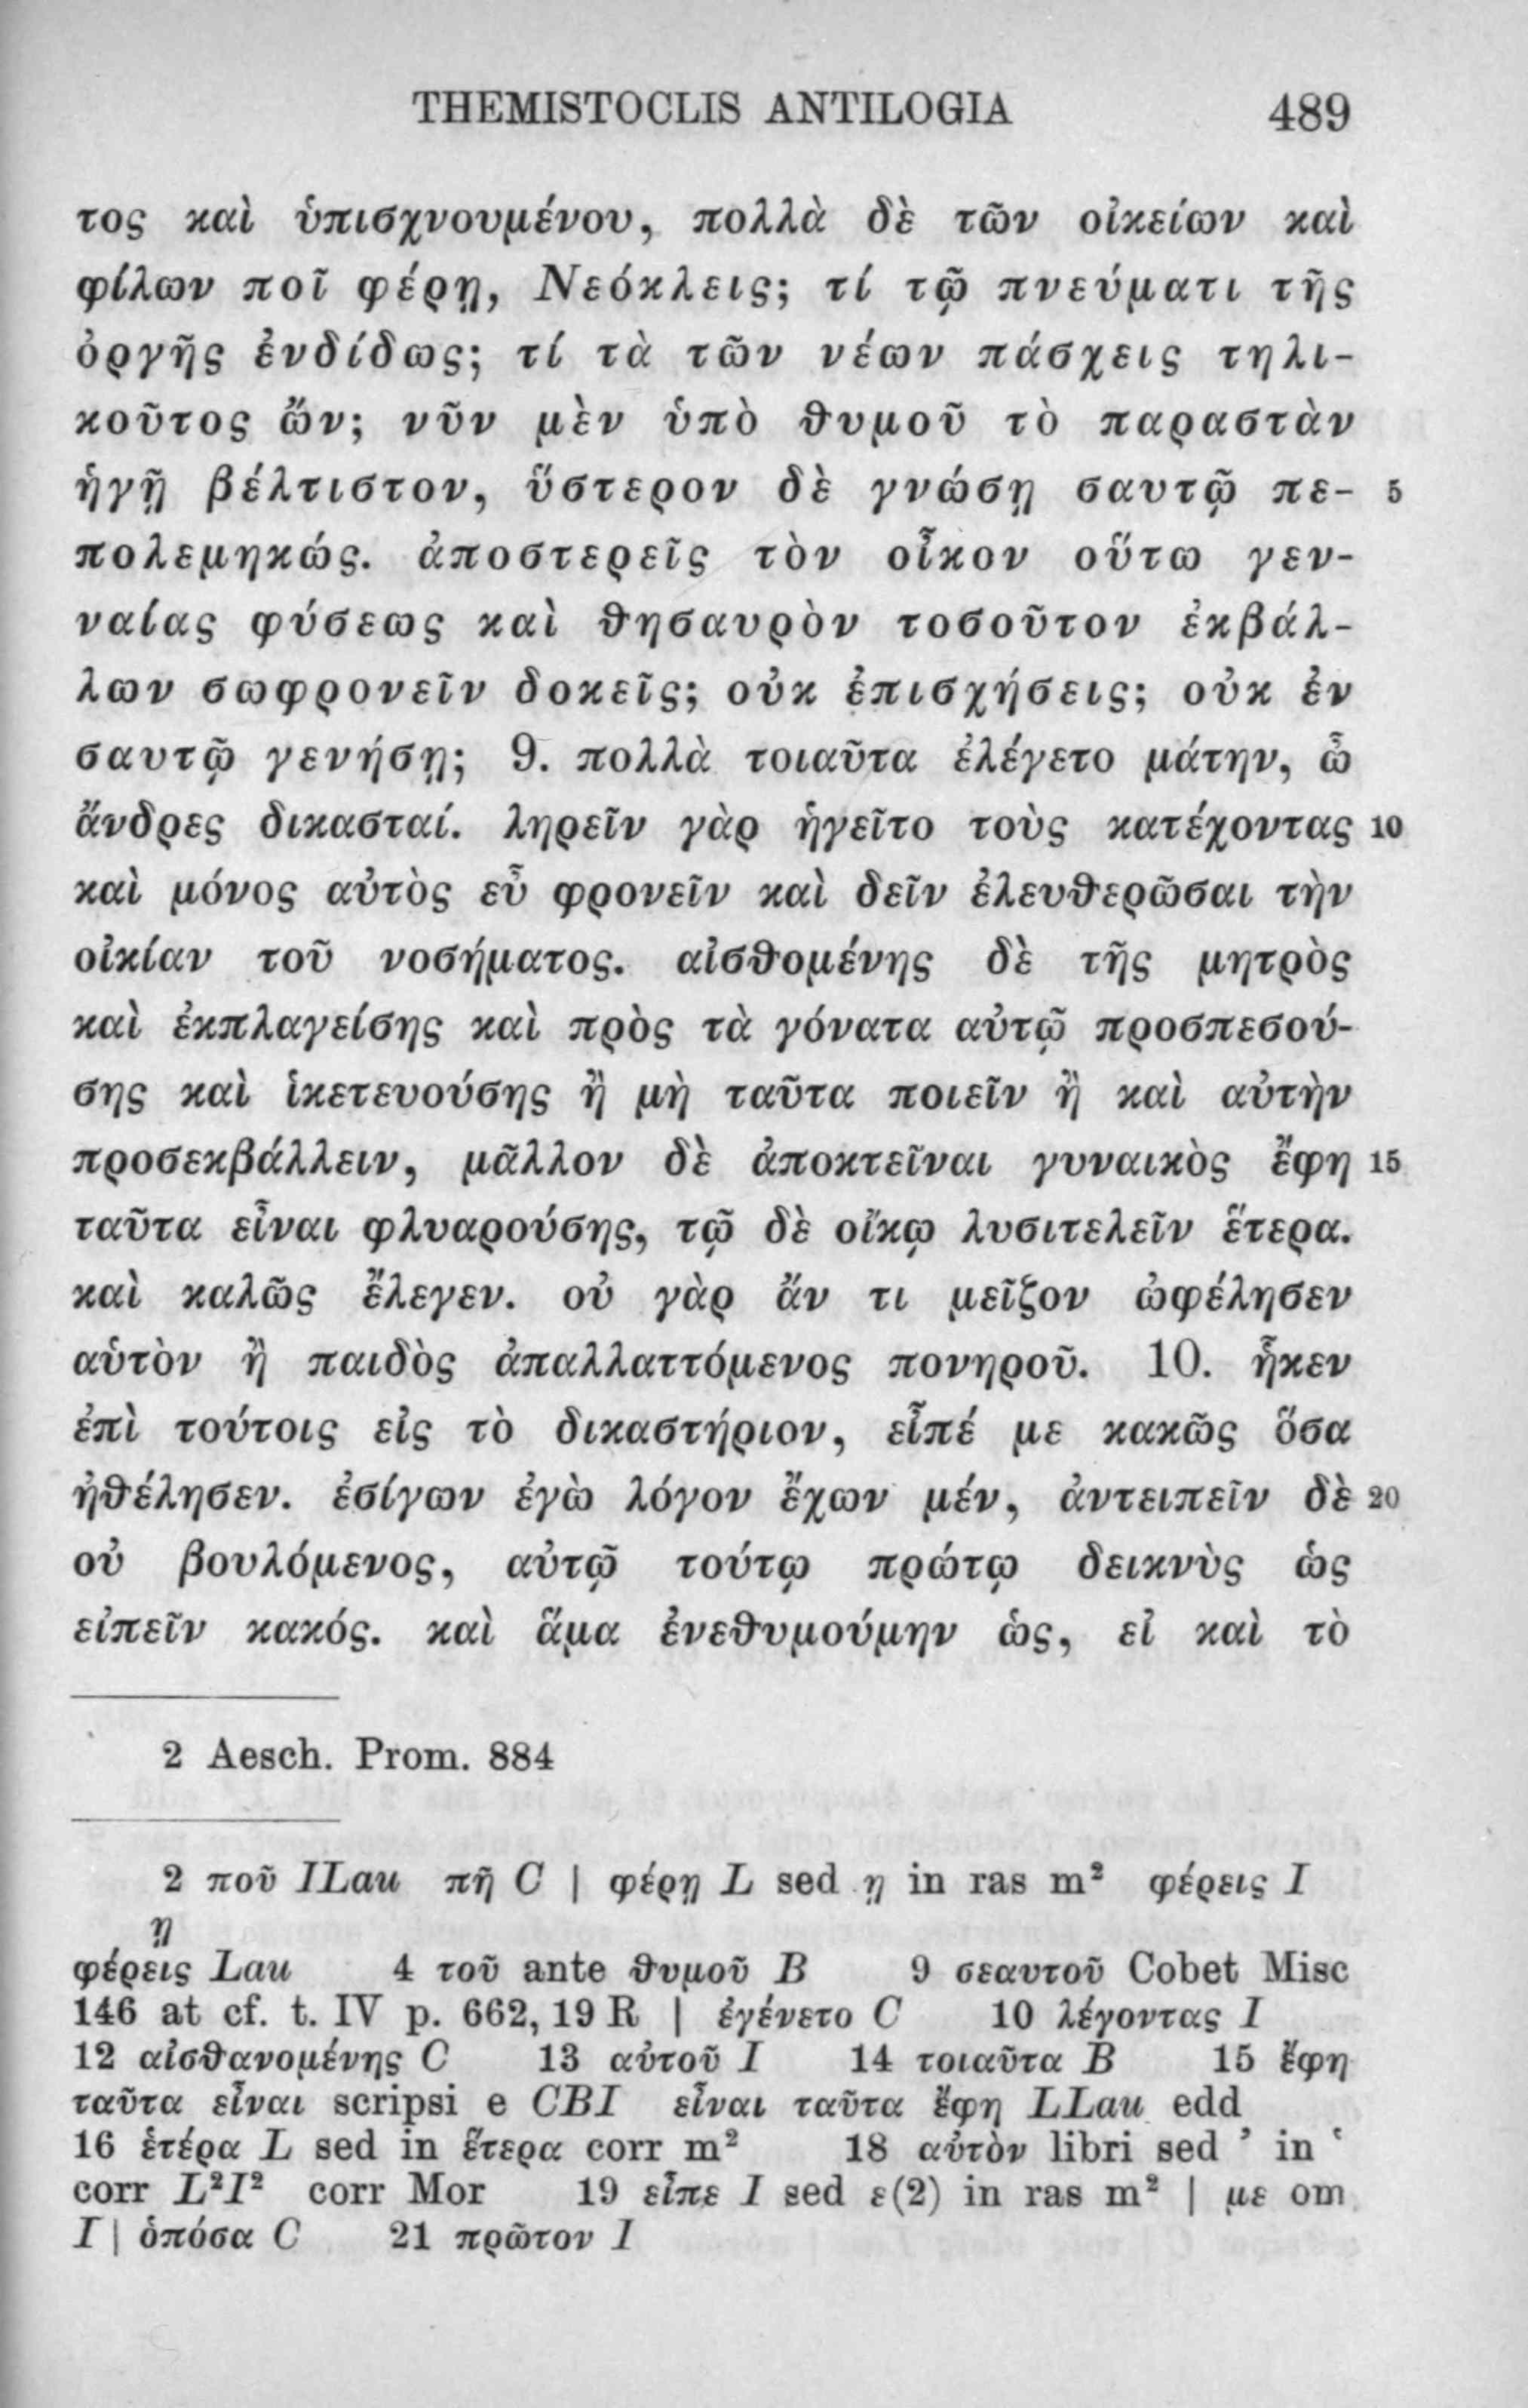 THEMISTOCLIS ANTILOGIA 489
τος καὶ ὑπισχνουμένου, πολλὰ δὲ τῶν οἰκείων καὶ
φίλων ποῖ φέρῃ, Νεόκλεις; τί τῷ πνεύματι τῆς
ὀργῆς ἐνδίδως; τί τὰ τῶν νέων πάσχεις τηλι-
κοῦτος ὤν; νῦν μὲν ὑπὸ θυμοῦ τὸ παραστὰν
ἡγῇ βέλτιστον, ὕστερον δὲ γνώσῃ σαυτῷ πε- 5
πολεμηκώς. ἀποστερεῖς τὸν οἶκον οὕτω γεν-
ναίας φύσεως καὶ θησαυρὸν τοσοῦτον ἐκβάλ-
λων σωφρονεῖν δοκεῖς; οὐκ ἐπισχήσεις; οὐκ ἐν
σαυτῷ γενήσῃ; 9. πολλὰ τοιαῦτα ἐλέγετο μάτην, ὦ
ἄνδρες δικασταί. ληρεῖν γὰρ ἡγεῖτο τοὺς κατέχοντας 10
καὶ μόνος αὐτὸς εὖ φρονεῖν καὶ δεῖν ἐλευθερῶσαι τὴν
οἰκίαν τοῦ νοσήματος. αἰσθομένης δὲ τῆς μητρὸς
καὶ ἐκπλαγείσης καὶ πρὸς τὰ γόνατα αὐτῷ προσπεσού-
σης καὶ ἱκετευούσης ἢ μὴ ταῦτα ποιεῖν ἢ καὶ αὐτὴν
προσεκβάλλειν, μᾶλλον δὲ ἀποκτεῖναι γυναικὸς ἔφη 15
ταῦτα εἶναι φλυαρούσης, τῷ δὲ οἴκῳ λυσιτελεῖν ἕτερα.
καὶ καλῶς ἔλεγεν. οὐ γὰρ ἄν τι μεῖζον ὠφέλησεν
αὑτὸν ἢ παιδὸς ἀπαλλαττόμενος πονηροῦ. 10. ἧκεν
ἐπὶ τούτοις εἰς τὸ δικαστήριον, εἶπέ με κακῶς ὅσα
ἠθέλησεν. ἐσίγων ἐγὼ λόγον ἔχων μέν, ἀντειπεῖν δὲ 20
οὐ βουλόμενος, αὐτῷ τούτῳ πρώτῳ δεικνὺς ὡς
εἰπεῖν κακός. καὶ ἅμα ἐνεθυμούμην ὡς, εἰ καὶ τὸ
2 Aesch. Prom. 884
2 ποῦ ILau πῆ C | φέρῃ L sed ῃ in ras m² φέρεις I
ῃ
φέρεις Lau 4 τοῦ ante θυμοῦ B 9 σεαυτοῦ Cobet Misc
146 at cf. t. IV p. 662, 19 R | ἐγένετο C 10 λέγοντας I
12 αἰσθανομένης C 13 αὐτοῦ I 14 τοιαῦτα B 15 ἔφη
ταῦτα εἶναι scripsi e CBI εἶναι ταῦτα ἔφη LLau edd
16 ἑτέρα L sed in ἕτερα corr m² 18 αὐτὸν libri sed ʼ in ʽ
corr L²I² corr Mor 19 εἶπε I sed ε(2) in ras m² | με om
I | ὁπόσα C 21 πρῶτον I